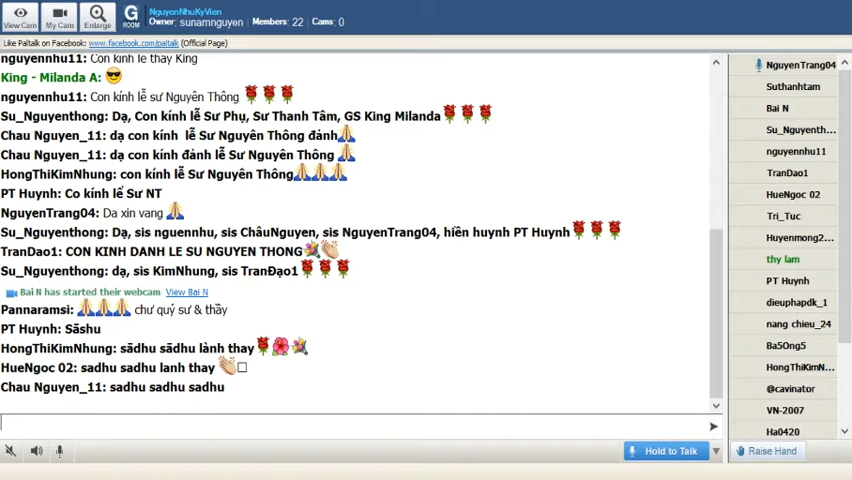 NguyenNhuKyVien
Owner: sunamnguyen Members: 22 Cams: 0
View Cam My Cam Enlarge G ROOM
Like Paltalk on Facebook: www.facebook.com/paltalk (Official Page)
nguyennhu11: Con kinh le thay King
King - Milanda A:
nguyennhu11: Con kính lễ sư Nguyên Thông
Su_Nguyenthong: Dạ, Con kính lễ Sư Phụ, Sư Thanh Tâm, GS King Milanda
Chau Nguyen_11: dạ con kính lễ Sư Nguyên Thông đảnh
Chau Nguyen_11: dạ con kính đảnh lễ Sư Nguyên Thông
HongThiKimNhung: con kính lễ Sư Nguyên Thông
PT Huynh: Co kính lể Sư NT
NguyenTrang04: Da xin vang
Su_Nguyenthong: Dạ, sis nguennhu, sis ChâuNguyen, sis NguyenTrang04, hiền huynh PT Huynh
TranDao1: CON KINH DANH LE SU NGUYEN THONG
Su_Nguyenthong: dạ, sis KimNhung, sis TranĐạo1
Bai N has started their webcam View Bai N
Pannaramsi: chư quý sư & thầy
PT Huynh: Sāshu
HongThiKimNhung: sādhu sādhu lành thay
HueNgoc 02: sadhu sadhu lanh thay
Chau Nguyen_11: sadhu sadhu sadhu
Hold to Talk
NguyenTrang04
Suthanhtam
Bai N
Su_Nguyenth...
nguyennhu11
TranDao1
HueNgoc 02
Tri_Tuc
Huyenmong2...
thy lam
PT Huynh
dieuphapdk_1
nang chieu_24
Ba5Ong5
HongThiKimN...
@cavinator
VN-2007
Ha0420
Raise Hand